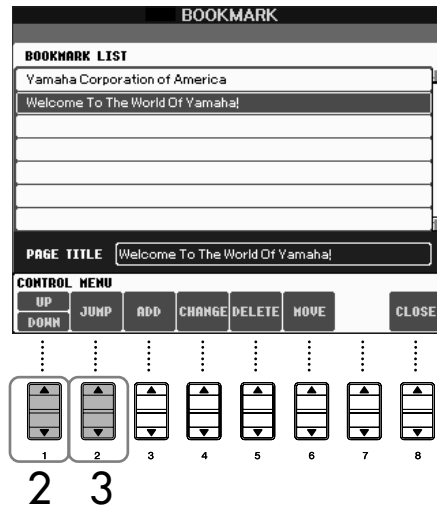 BOOKMARK
BOOKMARK LIST
Yamaha Corporation of America
Welcome To The World Of Yamaha!
PAGE TITLE Welcome To The World Of Yamaha!
CONTROL MENU
UP
DOWN JUMP ADD CHANGE DELETE MOVE CLOSE
1 2 3 4 5 6 7 8
2 3